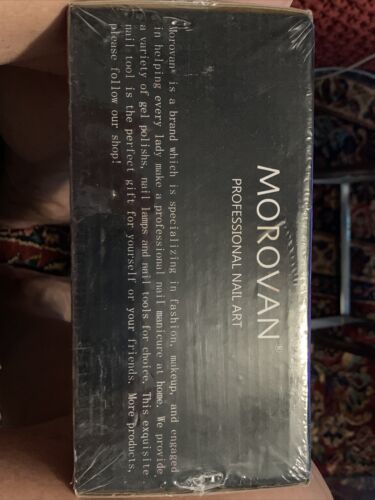 MOROVAN®
PROFESSIONAL NAIL ART
Morovan® is a brand which is specializing in fashion, makeup, and engaged
in helping every lady make a professional nail manicure at home. We provide
a variety of gel polishs, nail lamps and nail tools for choice. This exquisite
nail tool is the perfect gift for yourself or your friends. More products,
please follow our shop!